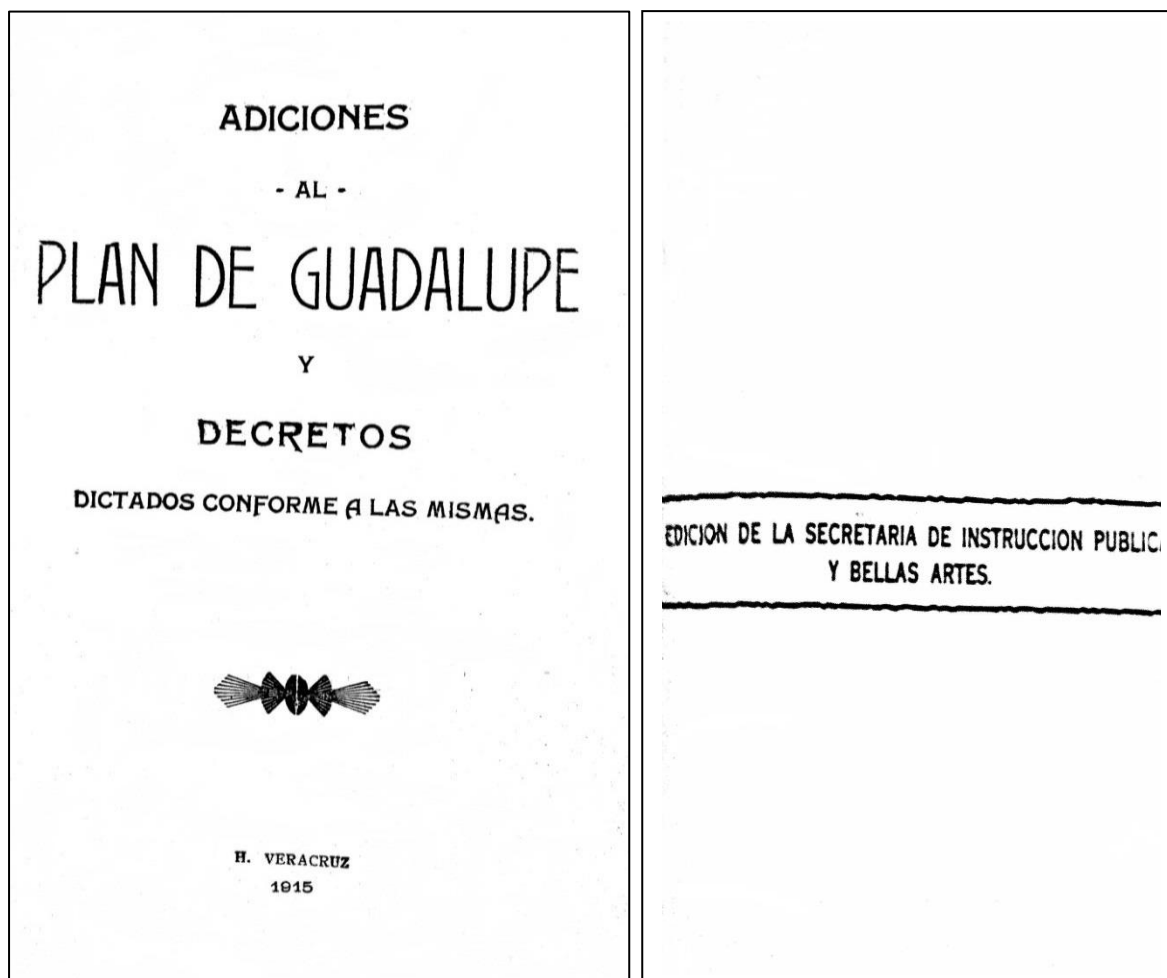 ADICIONES
- AL -
PLAN DE GUADALUPE
Y
DECRETOS
DICTADOS CONFORME A LAS MISMAS.
H. VERACRUZ
1915
EDICION DE LA SECRETARIA DE INSTRUCCION PUBLICA
Y BELLAS ARTES.